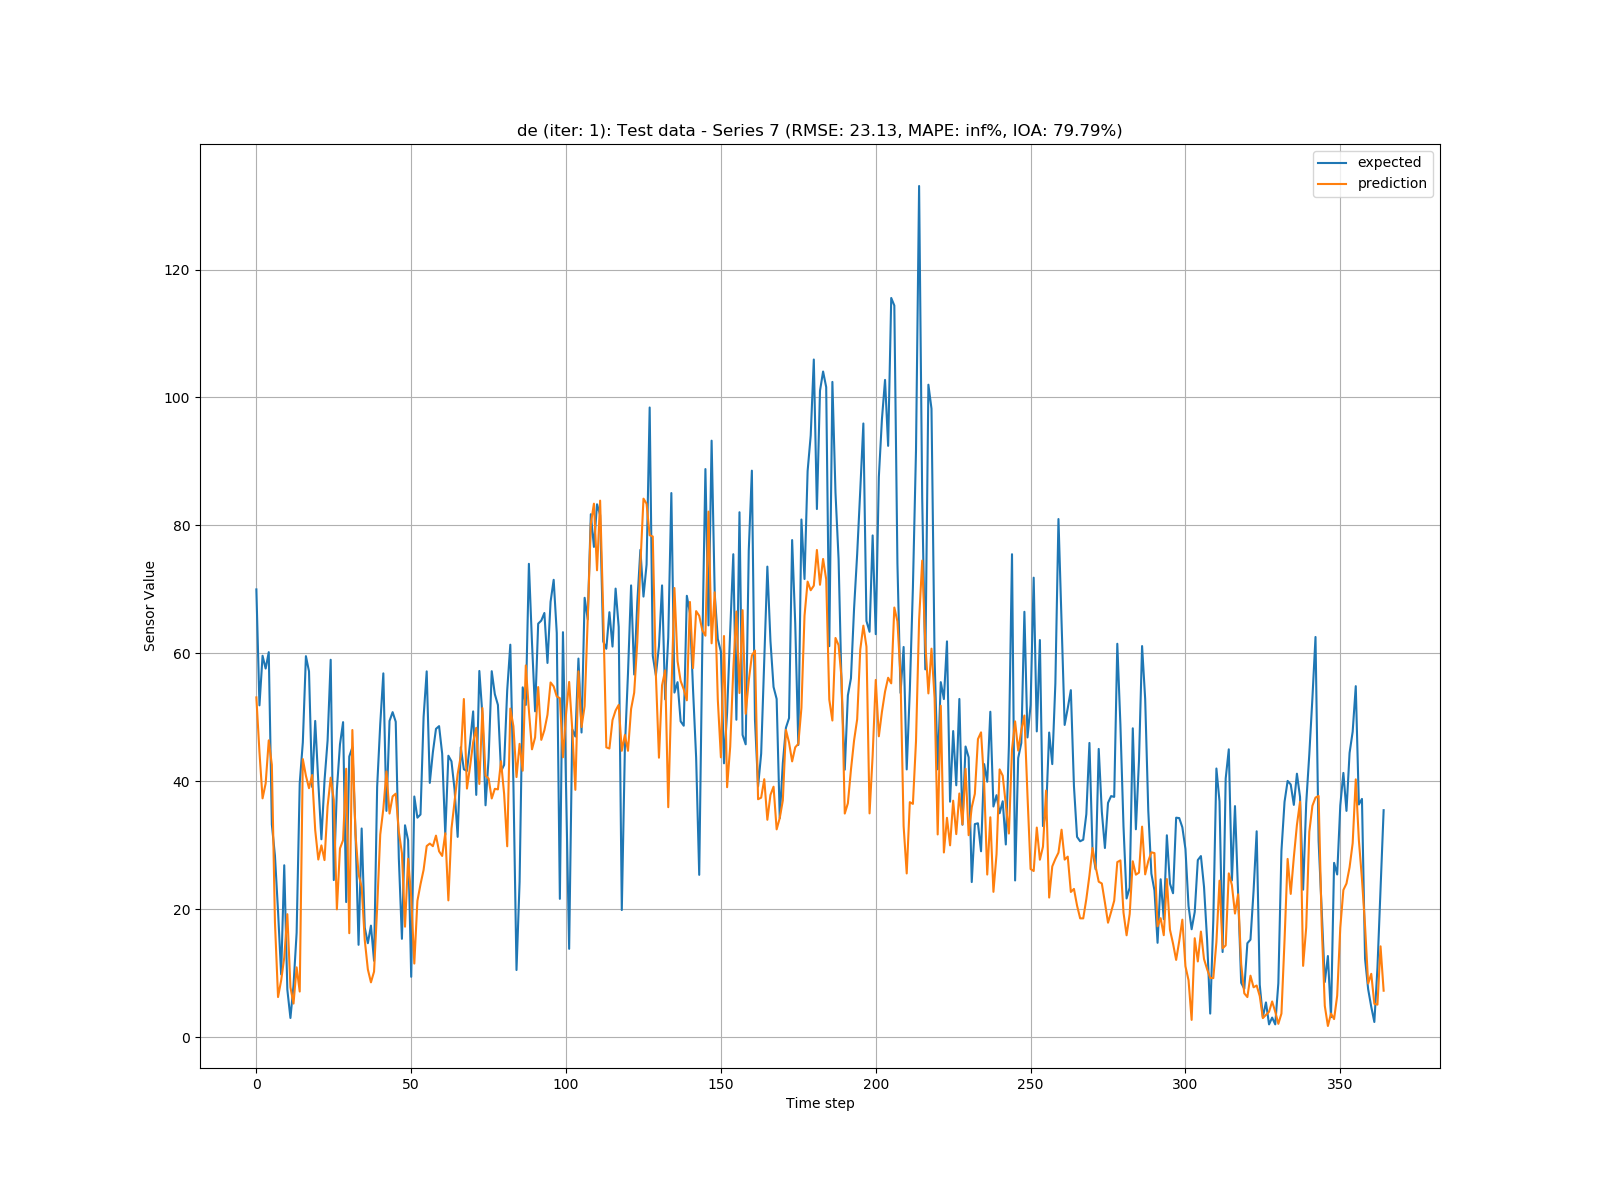 de (iter: 1): Test data - Series 7 (RMSE: 23.13, MAPE: inf%, IOA: 79.79%)
expected
prediction
Sensor Value
120
100
80
60
40
20
0
0 50 100 150 200 250 300 350
Time step